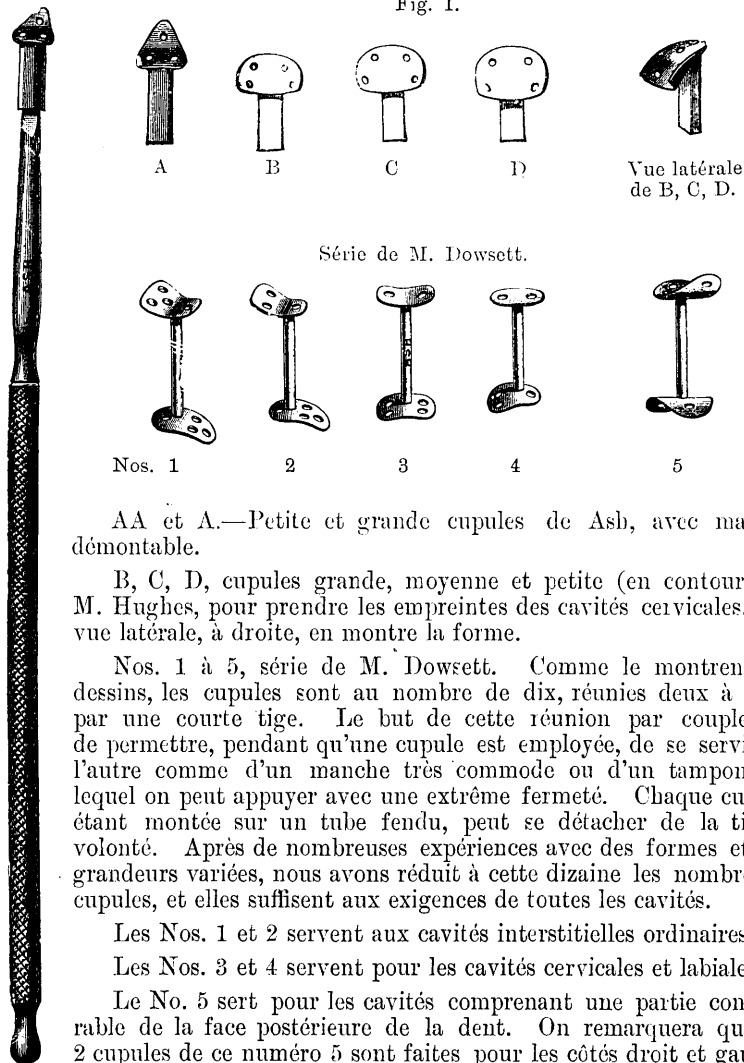 Fig. 1.
A
B
C
D
Vue latérale
de B, C, D.
Série de M. Dowsett.
ASH
ASH
Nos. 1
2
3
4
5
AA et A.—Petite et grande cupules de Ash, avec ma
démontable.
B, C, D, cupules grande, moyenne et petite (en contour
M. Hughes, pour prendre les empreintes des cavités cervicales.
vue latérale, à droite, en montre la forme.
Nos. 1 à 5, série de M. Dowsett. Comme le montren
dessins, les cupules sont au nombre de dix, réunies deux à
par une courte tige. Le but de cette réunion par couple
de permettre, pendant qu'une cupule est employée, de se servi
l'autre comme d'un manche très commode ou d'un tampon
lequel on peut appuyer avec une extrême fermeté. Chaque cu
étant montée sur un tube fendu, peut se détacher de la ti
volonté. Après de nombreuses expériences avec des formes et
grandeurs variées, nous avons réduit à cette dizaine les nombr
cupules, et elles suffisent aux exigences de toutes les cavités.
Les Nos. 1 et 2 servent aux cavités interstitielles ordinaires
Les Nos. 3 et 4 servent pour les cavités cervicales et labiale
Le No. 5 sert pour les cavités comprenant une partie con
rable de la face postérieure de la dent. On remarquera qu
2 cupules de ce numéro 5 sont faites pour les côtés droit et gau